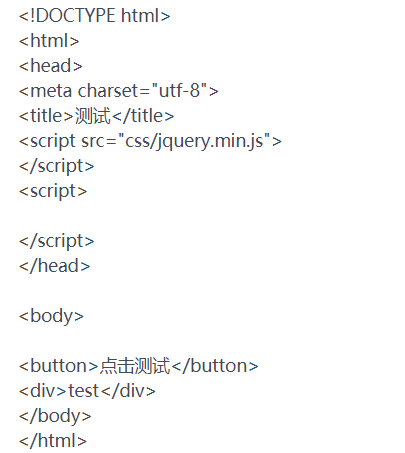 <!DOCTYPE html>
<html>
<head>
<meta charset="utf-8">
<title>测试</title>
<script src="css/jquery.min.js">
</script>
<script>
</script>
</head>
<body>
<button>点击测试</button>
<div>test</div>
</body>
</html>